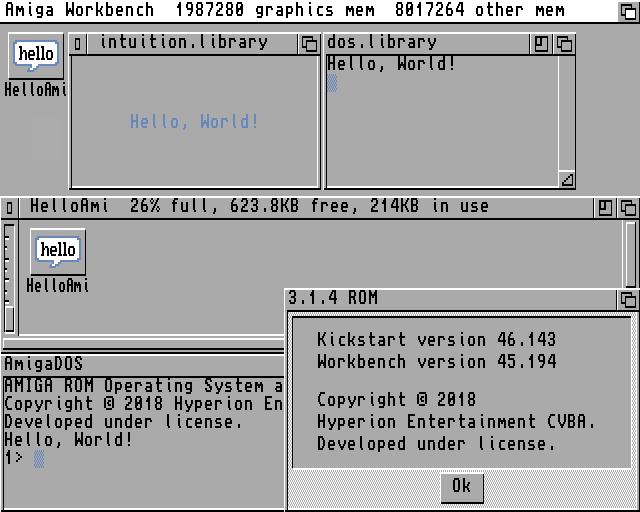 Amiga Workbench 1987280 graphics mem 8017264 other mem
hello
HelloAmi
intuition.library
Hello, World!
dos.library
Hello, World!
HelloAmi 26% full, 623.8KB free, 214KB in use
hello
HelloAmi
3.1.4 ROM
Kickstart version 46.143
Workbench version 45.194
Copyright © 2018
Hyperion Entertainment CVBA.
Developed under license.
Ok
AmigaDOS
AMIGA ROM Operating System a
Copyright © 2018 Hyperion En
Developed under license.
Hello, World!
1>